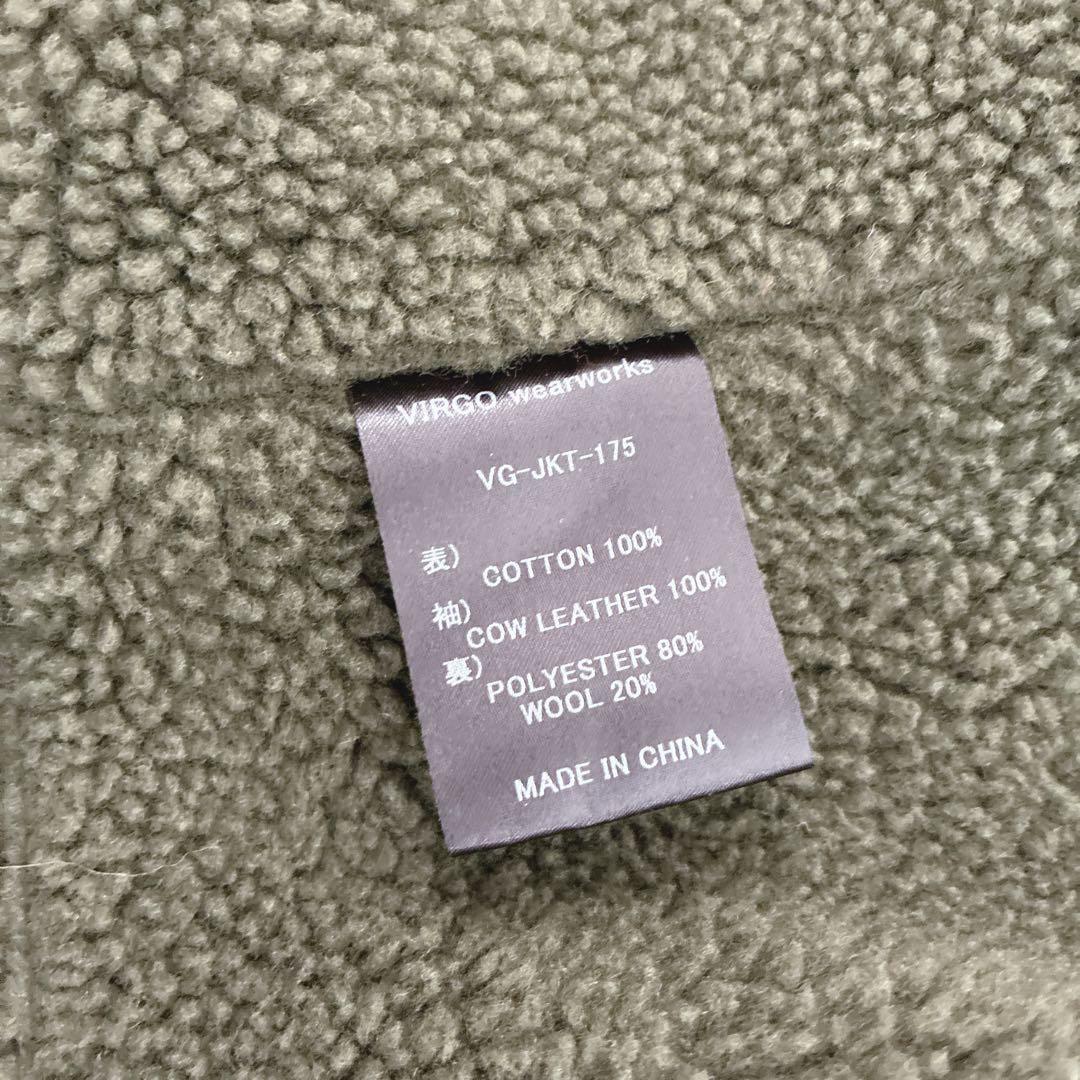 VIRGO wearworks
VG-JKT-175
表)
COTTON 100%
袖)
COW LEATHER 100%
裏)
POLYESTER 80%
WOOL 20%
MADE IN CHINA